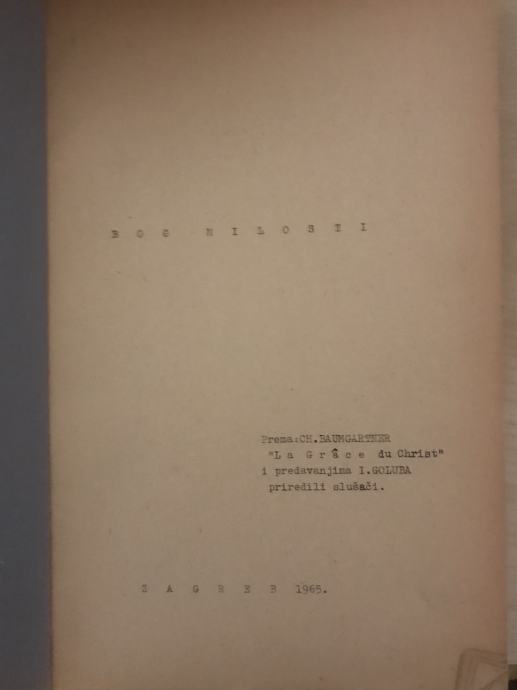 B O G   M I L O S T I
Prema:CH.BAUMGARTNER
"L a  G r â c e  du Christ"
i predavanjima I.GOLUBA
priredili slušači.
Z A G R E B  1965.